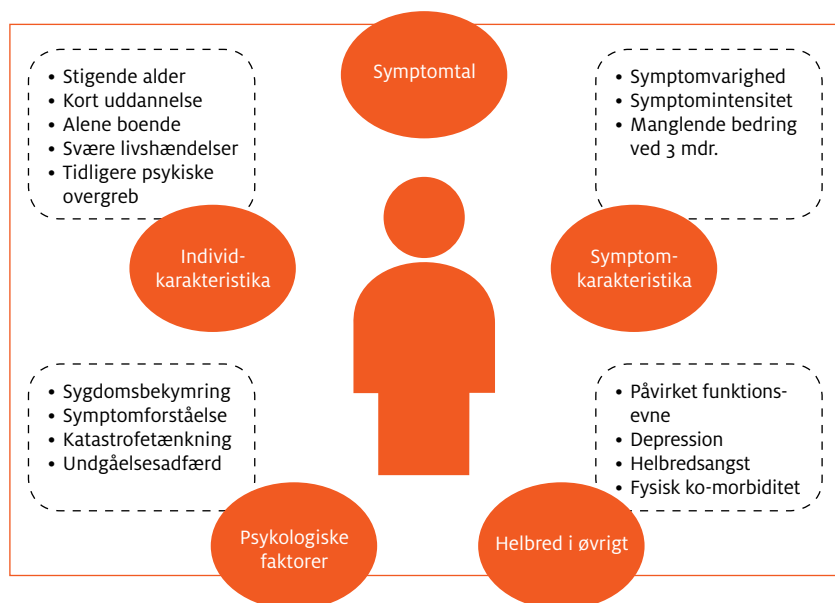 Symptomtal
• Stigende alder
• Kort uddannelse
• Alene boende
• Svære livshændelser
• Tidligere psykiske
overgreb
Individ-
karakteristika
• Symptomvarighed
• Symptomintensitet
• Manglende bedring
ved 3 mdr.
Symptom-
karakteristika
• Sygdomsbekymring
• Symptomforståelse
• Katastrofetænkning
• Undgåelsesadfærd
Psykologiske
faktorer
• Påvirket funktions-
evne
• Depression
• Helbredsangst
• Fysisk ko-morbiditet
Helbred i øvrigt